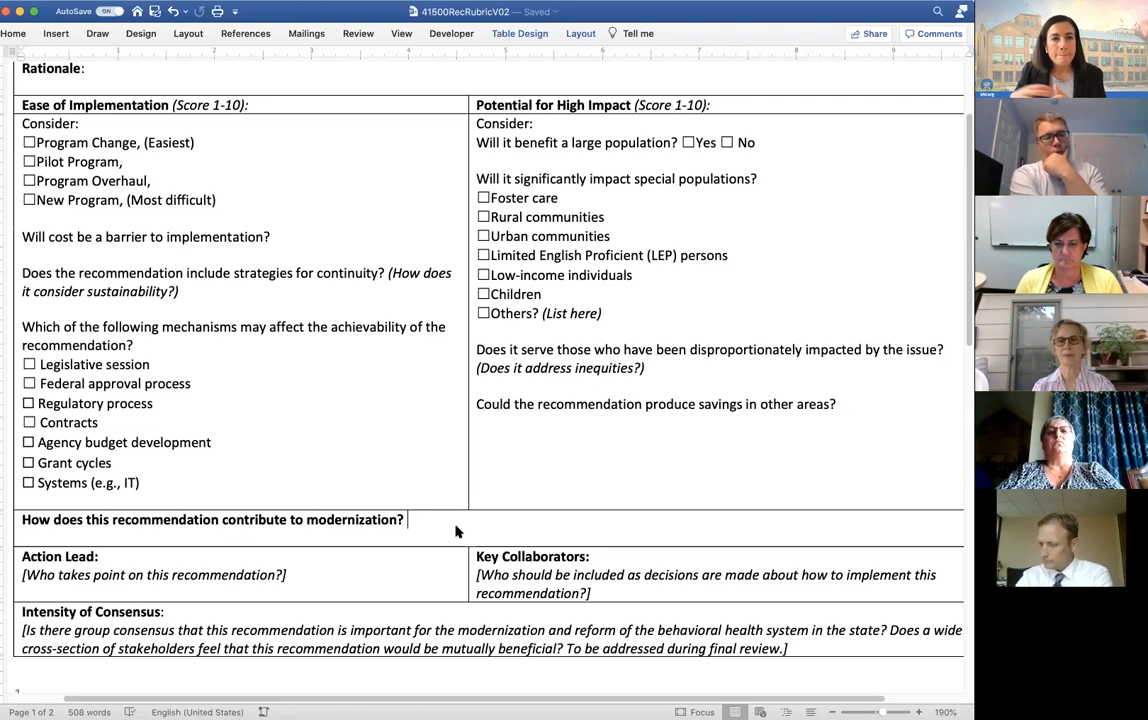 AutoSave ON 41500RecRubricV02 — Saved
Home Insert Draw Design Layout References Mailings Review View Developer Table Design Layout Tell me Share Comments
1 2 3 4 5 6 7 8 9
Rationale:
Ease of Implementation (Score 1-10):
Consider:
☐Program Change, (Easiest)
☐Pilot Program,
☐Program Overhaul,
☐New Program, (Most difficult)
Will cost be a barrier to implementation?
Does the recommendation include strategies for continuity? (How does
it consider sustainability?)
Which of the following mechanisms may affect the achievability of the
recommendation?
☐ Legislative session
☐ Federal approval process
☐ Regulatory process
☐ Contracts
☐ Agency budget development
☐ Grant cycles
☐ Systems (e.g., IT)
Potential for High Impact (Score 1-10):
Consider:
Will it benefit a large population? ☐Yes ☐ No
Will it significantly impact special populations?
☐Foster care
☐Rural communities
☐Urban communities
☐Limited English Proficient (LEP) persons
☐Low-income individuals
☐Children
☐Others? (List here)
Does it serve those who have been disproportionately impacted by the issue?
(Does it address inequities?)
Could the recommendation produce savings in other areas?
How does this recommendation contribute to modernization?
Action Lead:
[Who takes point on this recommendation?]
Key Collaborators:
[Who should be included as decisions are made about how to implement this
recommendation?]
Intensity of Consensus:
[Is there group consensus that this recommendation is important for the modernization and reform of the behavioral health system in the state? Does a wide
cross-section of stakeholders feel that this recommendation would be mutually beneficial? To be addressed during final review.]
Page 1 of 2 508 words English (United States) Focus 190%